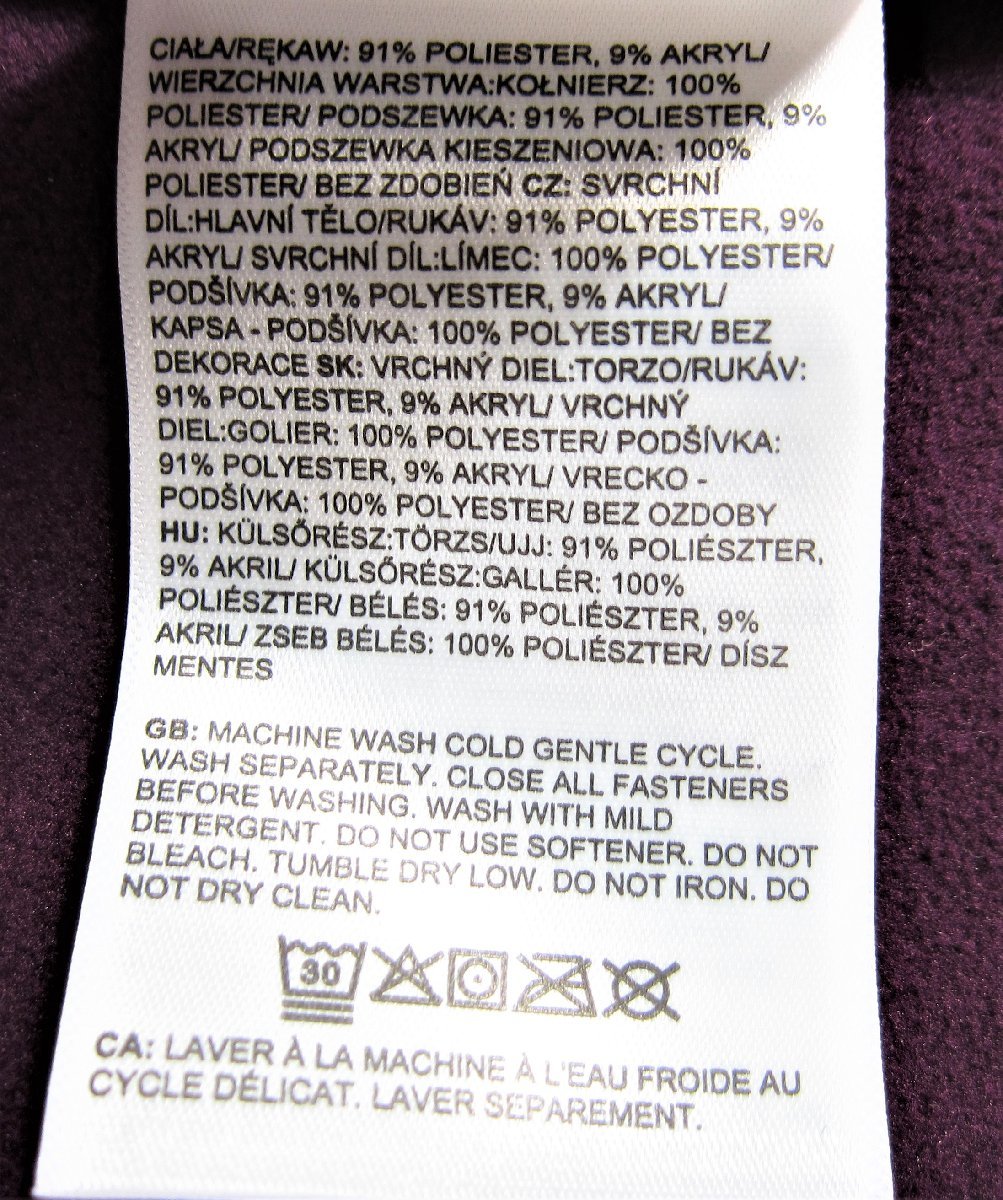 CIAŁA/RĘKAW: 91% POLIESTER, 9% AKRYL/
WIERZCHNIA WARSTWA:KOŁNIERZ: 100%
POLIESTER/ PODSZEWKA: 91% POLIESTER, 9%
AKRYL/ PODSZEWKA KIESZENIOWA: 100%
POLIESTER/ BEZ ZDOBIEŃ CZ: SVRCHNÍ
DÍL:HLAVNÍ TĚLO/RUKÁV: 91% POLYESTER, 9%
AKRYL/ SVRCHNÍ DÍL:LÍMEC: 100% POLYESTER/
PODŠÍVKA: 91% POLYESTER, 9% AKRYL/
KAPSA - PODŠÍVKA: 100% POLYESTER/ BEZ
DEKORACE SK: VRCHNÝ DIEL:TORZO/RUKÁV:
91% POLYESTER, 9% AKRYL/ VRCHNÝ
DIEL:GOLIER: 100% POLYESTER/ PODŠÍVKA:
91% POLYESTER, 9% AKRYL/ VRECKO -
PODŠÍVKA: 100% POLYESTER/ BEZ OZDOBY
HU: KÜLSŐRÉSZ:TÖRZS/UJJ: 91% POLIÉSZTER,
9% AKRIL/ KÜLSŐRÉSZ:GALLÉR: 100%
POLIÉSZTER/ BÉLÉS: 91% POLIÉSZTER, 9%
AKRIL/ ZSEB BÉLÉS: 100% POLIÉSZTER/ DÍSZ
MENTES
GB: MACHINE WASH COLD GENTLE CYCLE.
WASH SEPARATELY. CLOSE ALL FASTENERS
BEFORE WASHING. WASH WITH MILD
DETERGENT. DO NOT USE SOFTENER. DO NOT
BLEACH. TUMBLE DRY LOW. DO NOT IRON. DO
NOT DRY CLEAN.
30
CA: LAVER À LA MACHINE À L'EAU FROIDE AU
CYCLE DÉLICAT. LAVER SEPAREMENT.